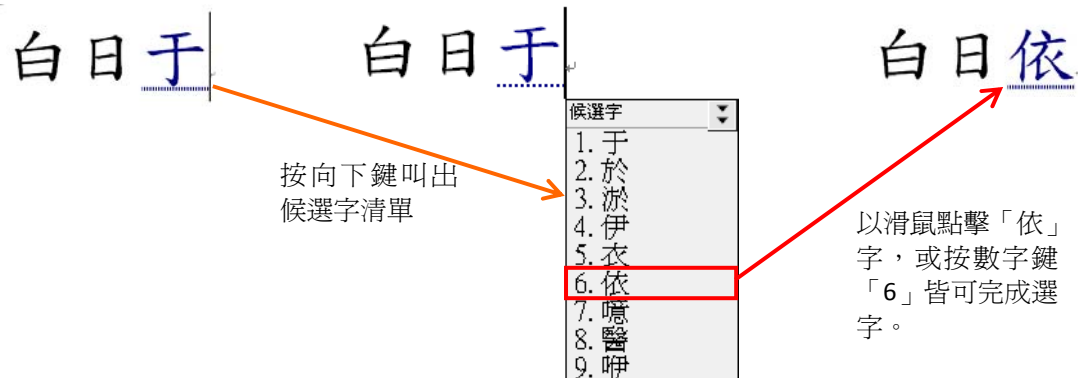 白日于
白日于
白日依
按向下鍵叫出
候選字清單
候選字
1. 于
2. 於
3. 淤
4. 伊
5. 衣
6. 依
7. 噫
8. 醫
9. 咿
以滑鼠點擊「依」
字，或按數字鍵
「6」皆可完成選
字。